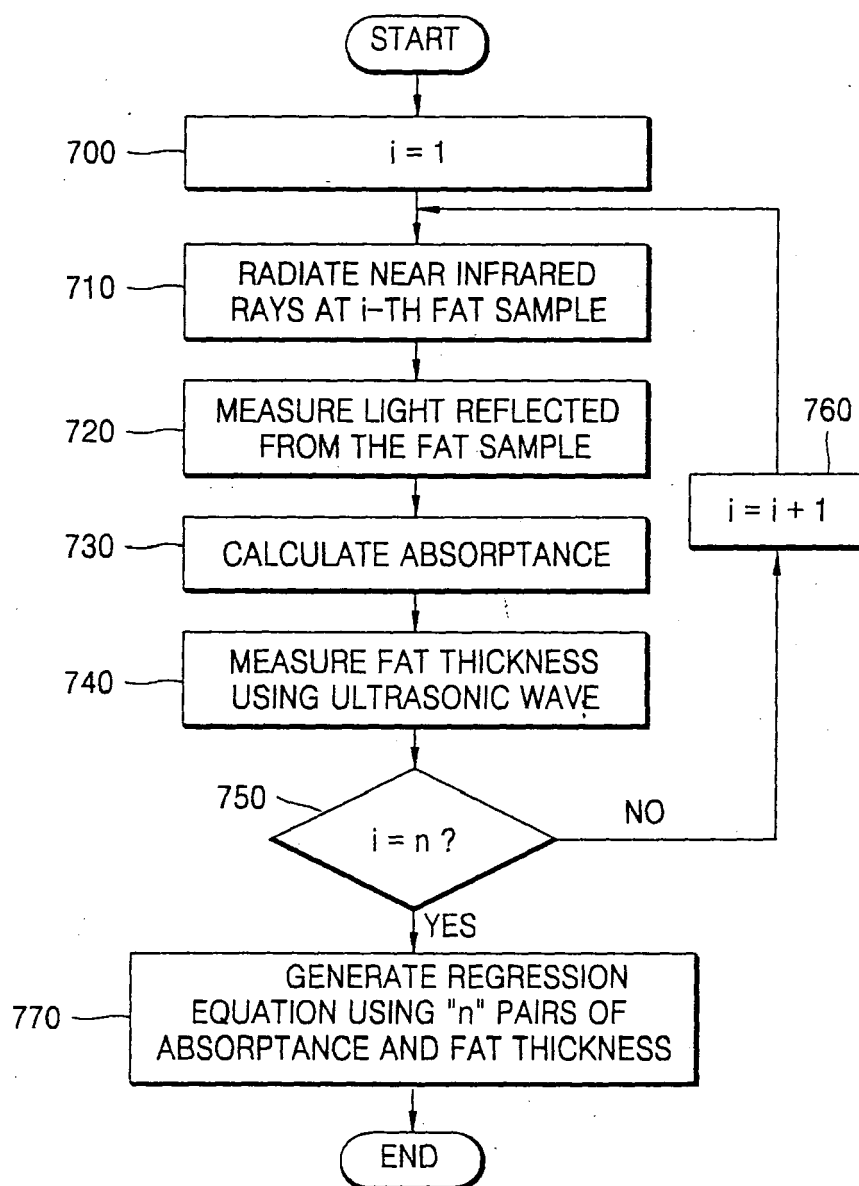 START
700
i = 1
710
RADIATE NEAR INFRARED
RAYS AT i-TH FAT SAMPLE
720
MEASURE LIGHT REFLECTED
FROM THE FAT SAMPLE
760
i = i + 1
730
CALCULATE ABSORPTANCE
740
MEASURE FAT THICKNESS
USING ULTRASONIC WAVE
750
i = n ?
NO
YES
770
GENERATE REGRESSION
EQUATION USING "n" PAIRS OF
ABSORPTANCE AND FAT THICKNESS
END